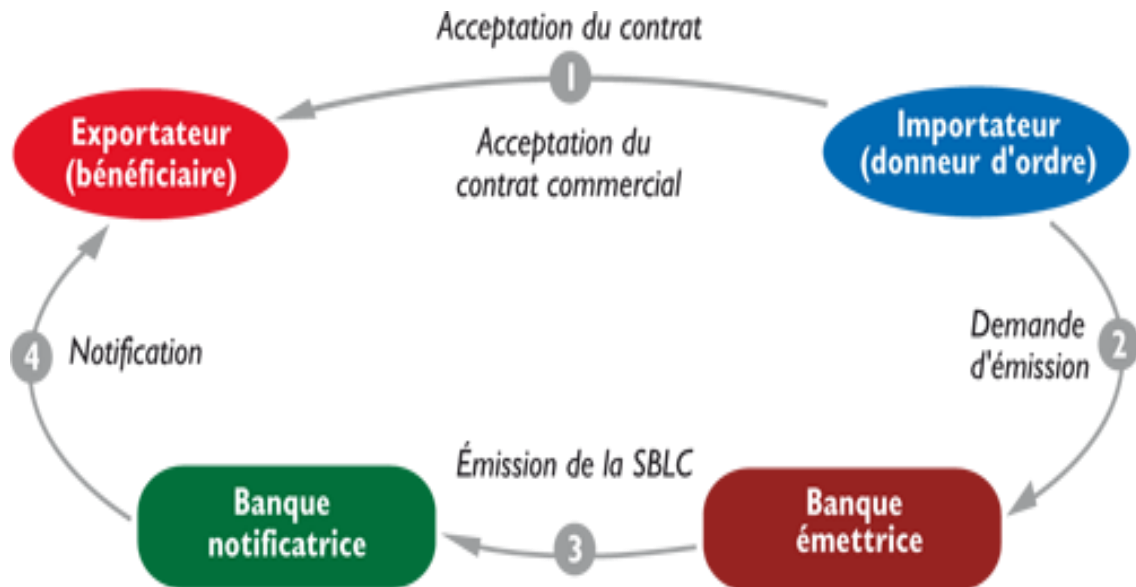 Acceptation du contrat
1
Exportateur
(bénéficiaire)
Acceptation du
contrat commercial
Importateur
(donneur d'ordre)
4
Notification
Demande
d'émission
2
Émission de la SBLC
Banque
notificatrice
3
Banque
émettrice